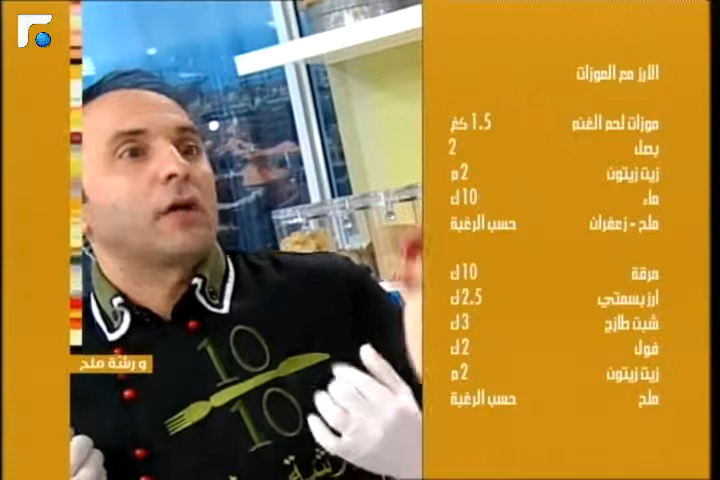 الارز مع الموزات
موزات لحم الغنم 1.5 كغ
بصل 2
زيت زيتون 2م
ماء 10ك
ملح - زعفران حسب الرغبة
مرقة 10ك
ارز بسمتي 2.5ك
شبت طازج 3ك
فول 2ك
زيت زيتون 2م
ملح حسب الرغبة
و رشة ملح
10
10
رشة